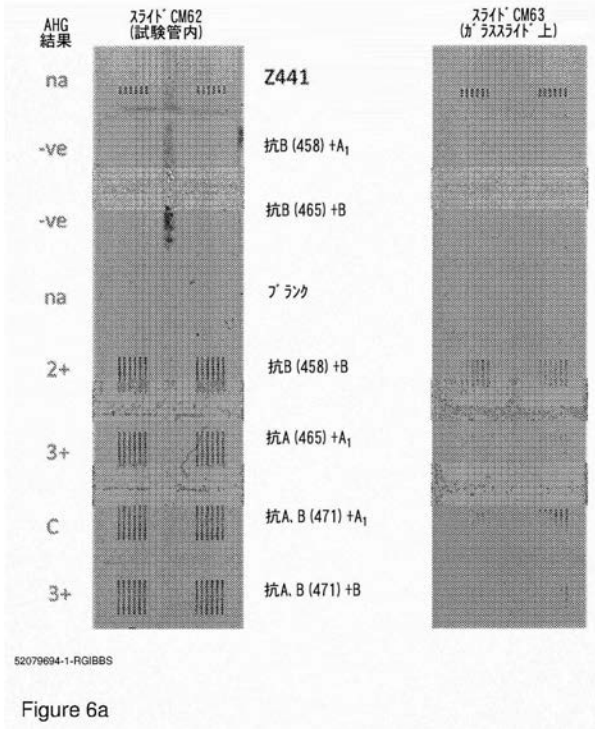 AHG
結果
スライド CM62
(試験管内)
スライド CM63
(ガラススライド上)
na
Z441
-ve
抗B (458) +A₁
-ve
抗B (465) +B
na
ブランク
2+
抗B (458) +B
3+
抗A (465) +A₁
C
抗A、B (471) +A₁
3+
抗A、B (471) +B
52079694-1-RGIBBS
Figure 6a